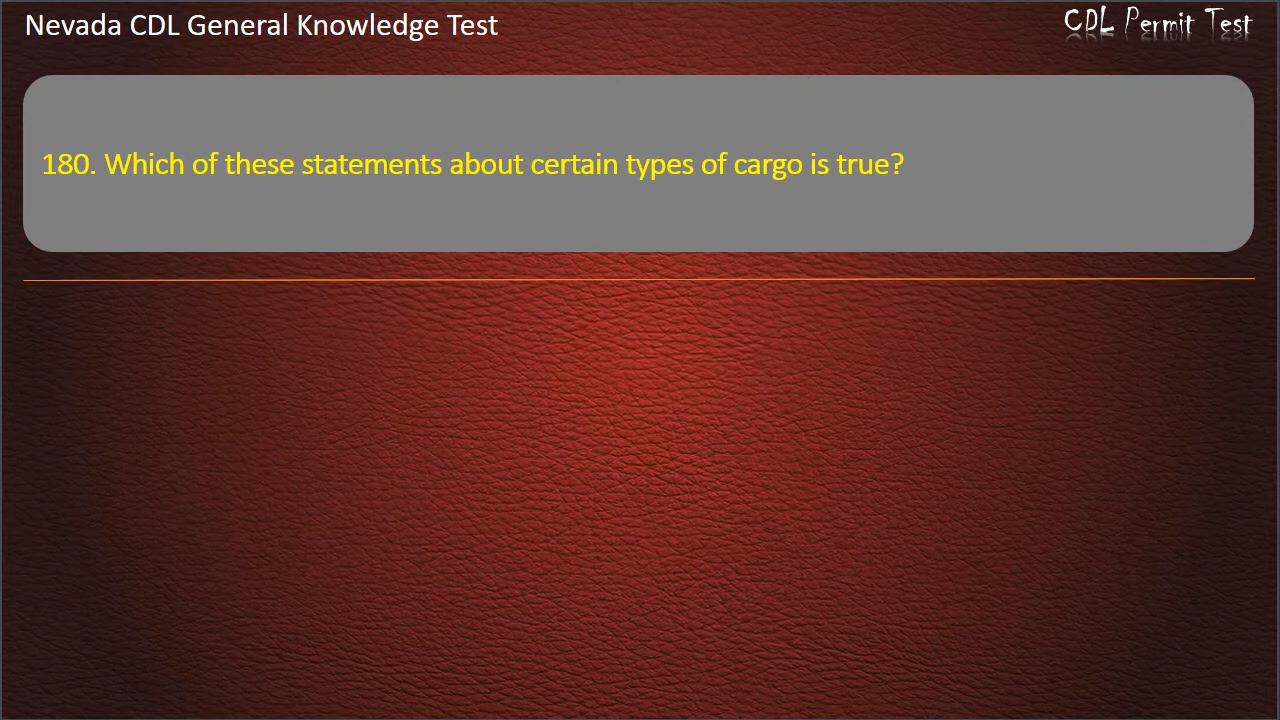 Nevada CDL General Knowledge Test
CDL Permit Test
180. Which of these statements about certain types of cargo is true?